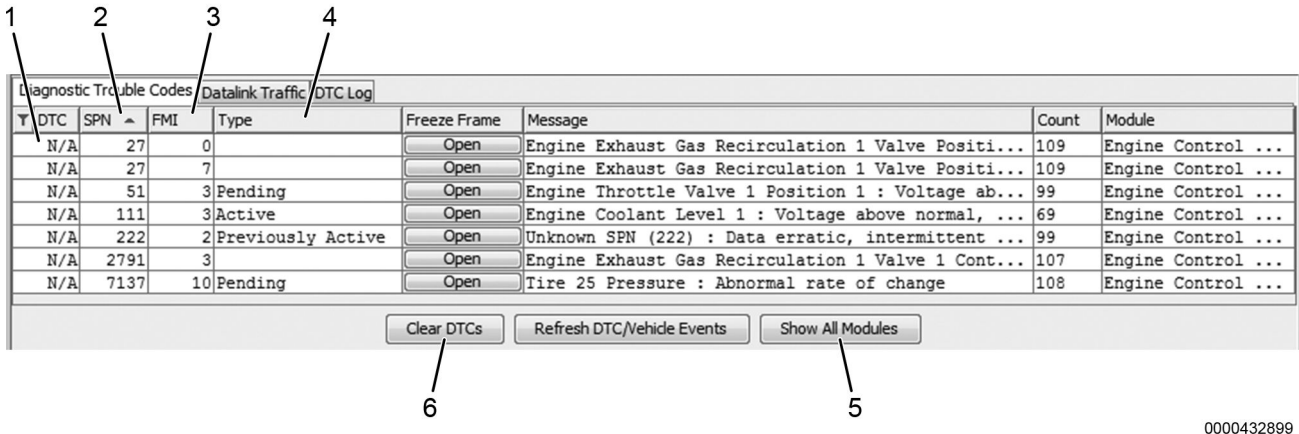 1 2 3 4
Diagnostic Trouble Codes Datalink Traffic DTC Log
DTC SPN FMI Type Freeze Frame Message Count Module
N/A 27 0 Open Engine Exhaust Gas Recirculation 1 Valve Positi... 109 Engine Control ...
N/A 27 7 Open Engine Exhaust Gas Recirculation 1 Valve Positi... 109 Engine Control ...
N/A 51 3 Pending Open Engine Throttle Valve 1 Position 1 : Voltage ab... 99 Engine Control ...
N/A 111 3 Active Open Engine Coolant Level 1 : Voltage above normal, ... 69 Engine Control ...
N/A 222 2 Previously Active Open Unknown SPN (222) : Data erratic, intermittent ... 99 Engine Control ...
N/A 2791 3 Open Engine Exhaust Gas Recirculation 1 Valve 1 Cont... 107 Engine Control ...
N/A 7137 10 Pending Open Tire 25 Pressure : Abnormal rate of change 108 Engine Control ...
Clear DTCs Refresh DTC/Vehicle Events Show All Modules
6 5
0000432899